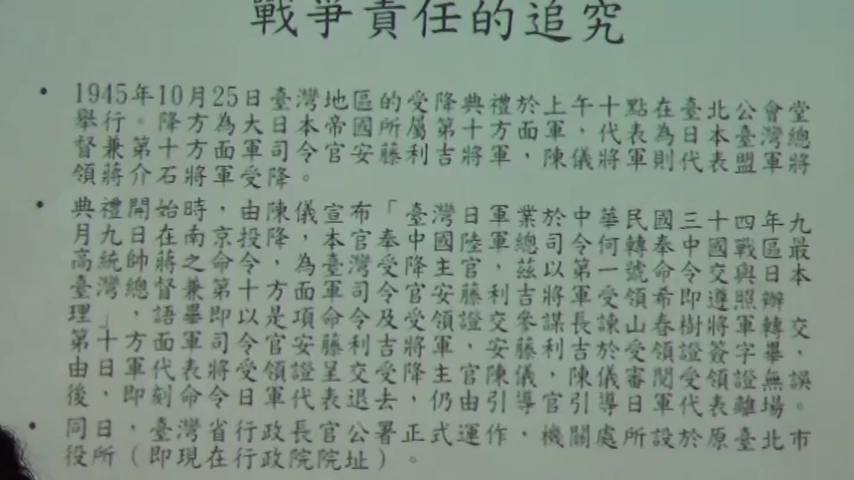 戰爭責任的追究
• 1945年10月25日臺灣地區的受降典禮於上午十點在臺北公會堂
舉行。降方為大日本帝國所屬第十方面軍，代表為日本臺灣總
督兼第十方面軍司令官安藤利吉將軍，陳儀將軍則代表盟軍將
領蔣介石將軍受降。
• 典禮開始時，由陳儀宣布「臺灣日軍業於中華民國三十四年九
月九日在南京投降，本官奉中國陸軍總司令何轉奉中國戰區最
高統帥蔣之命令，為臺灣受降主官，茲以第一號命令交與日本
臺灣總督兼第十方面軍司令官安藤利吉將軍受領希即遵照辦
理」，語畢即以是項命令及受領證交參謀長諫山春樹將軍轉交
第十方面軍司令官安藤利吉將軍，安藤利吉於受領證簽字畢，
由日軍代表將受領證呈交受降主官陳儀，陳儀審閱受領證無誤
後，即刻命令日軍代表退去，仍由引導官引導日軍代表離場。
• 同日，臺灣省行政長官公署正式運作，機關處所設於原臺北市
役所（即現在行政院院址）。